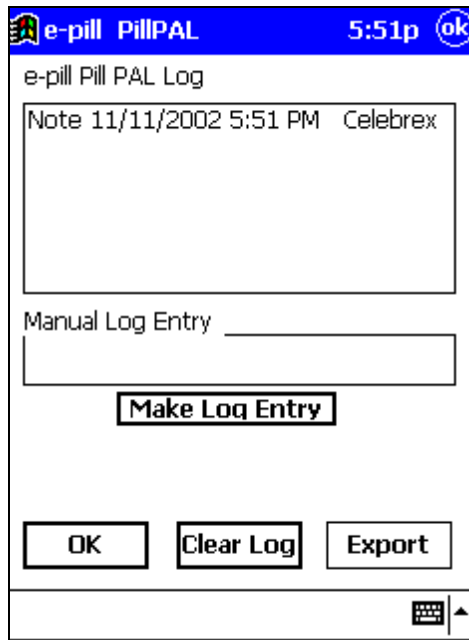 e-pill PillPAL 5:51p ok
e-pill Pill PAL Log
Note 11/11/2002 5:51 PM Celebrex
Manual Log Entry
Make Log Entry
OK Clear Log Export